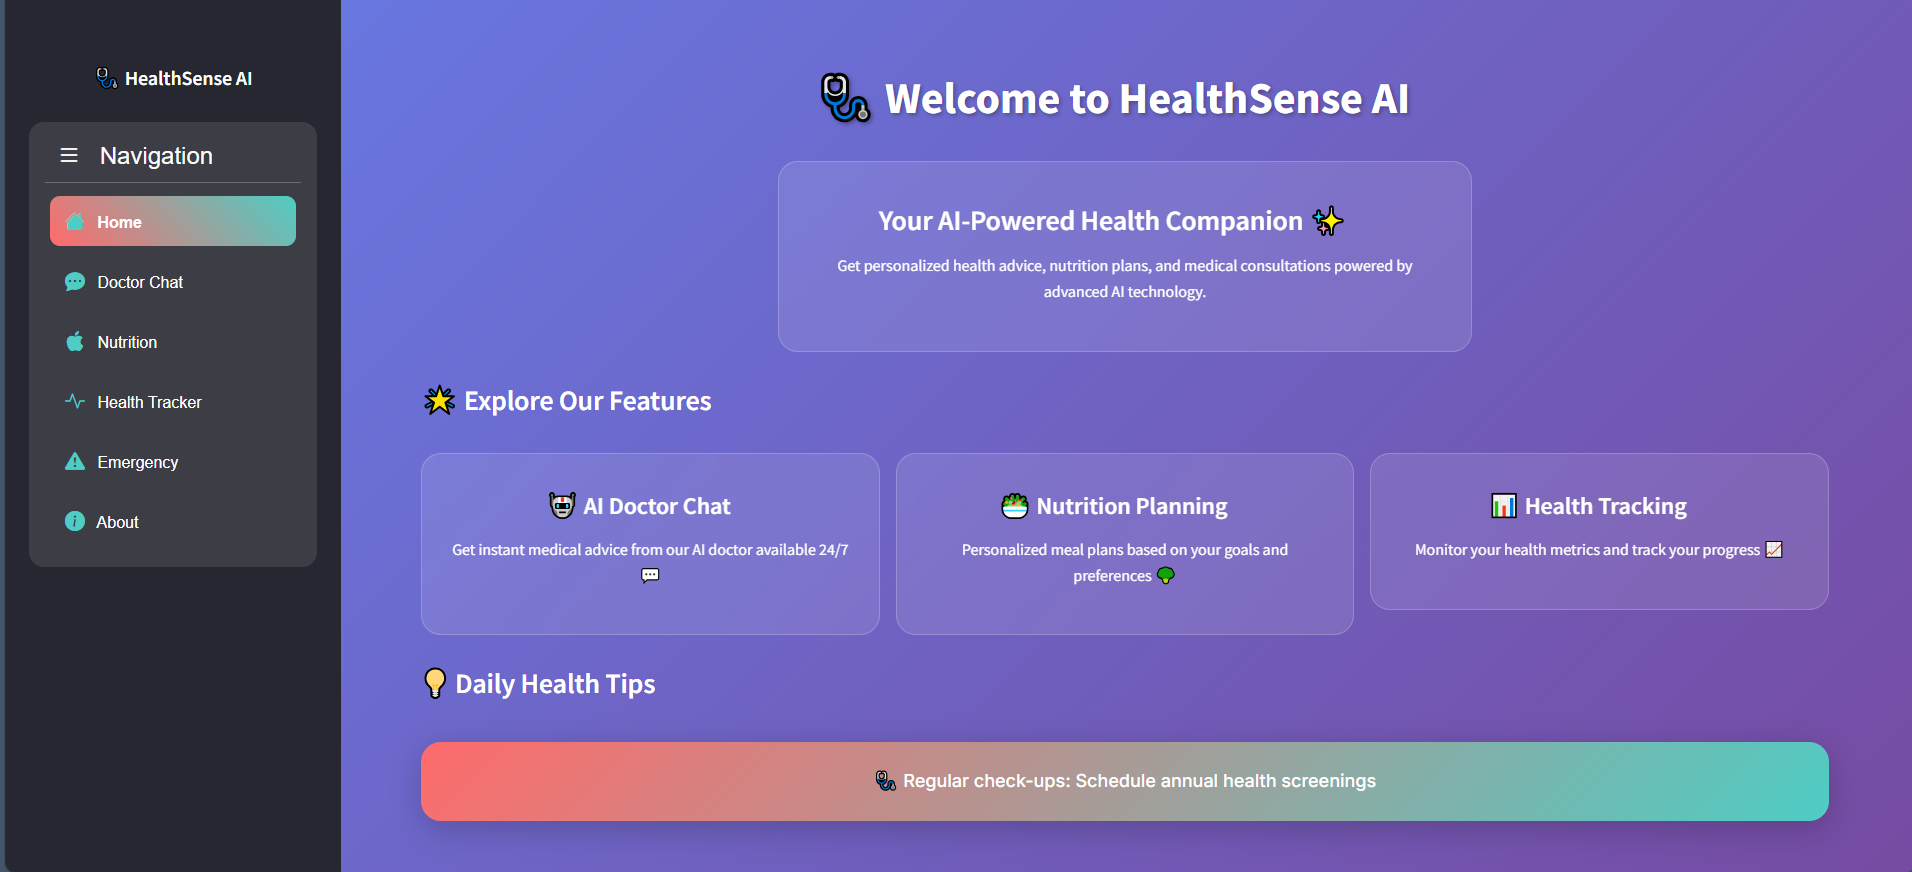 HealthSense AI
Navigation
Home
Doctor Chat
Nutrition
Health Tracker
Emergency
About
Welcome to HealthSense AI
Your AI-Powered Health Companion
Get personalized health advice, nutrition plans, and medical consultations powered by
advanced AI technology.
Explore Our Features
AI Doctor Chat
Get instant medical advice from our AI doctor available 24/7
Nutrition Planning
Personalized meal plans based on your goals and
preferences
Health Tracking
Monitor your health metrics and track your progress
Daily Health Tips
Regular check-ups: Schedule annual health screenings